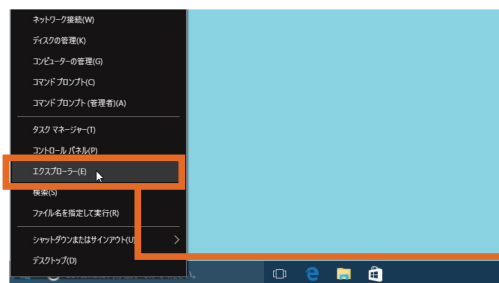 ネットワーク接続(W)
ディスクの管理(K)
コンピューターの管理(G)
コマンド プロンプト(C)
コマンド プロンプト (管理者)(A)
タスク マネージャー(T)
コントロール パネル(P)
エクスプローラー(E)
検索(S)
ファイル名を指定して実行(R)
シャットダウンまたはサインアウト(U)
デスクトップ(D)